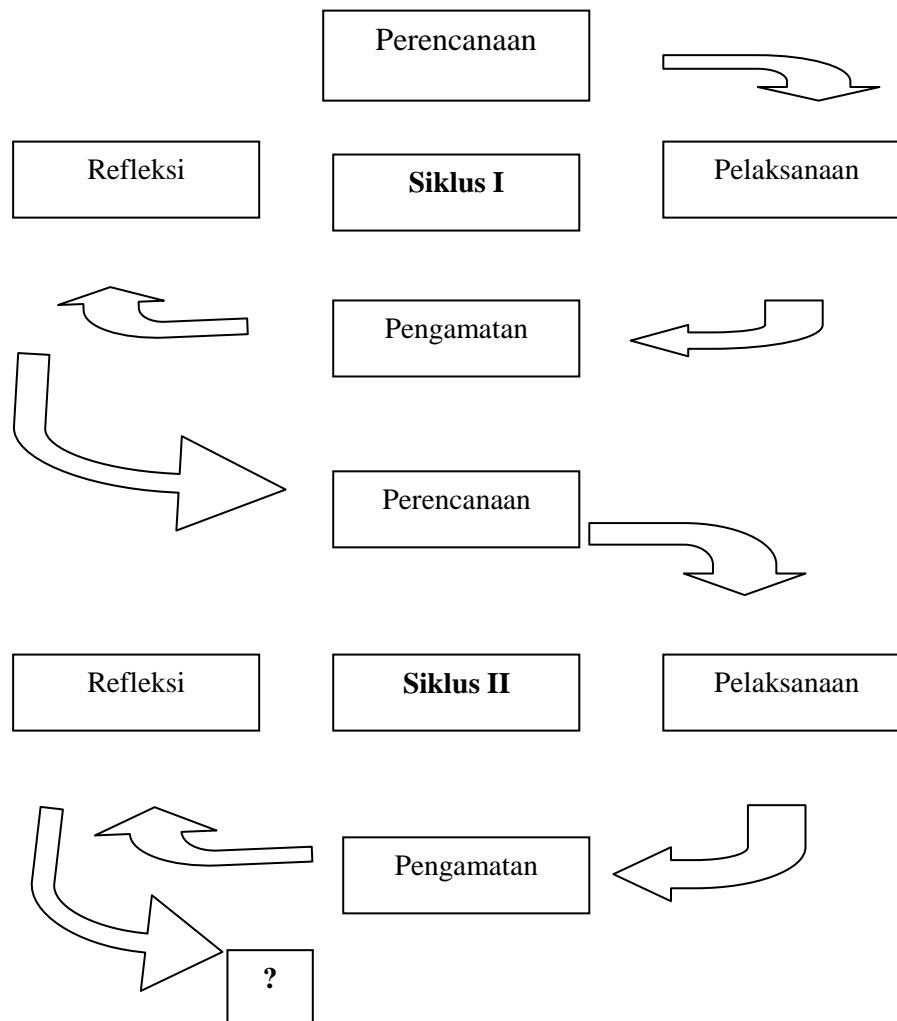 Perencanaan
Refleksi
Siklus I
Pelaksanaan
Pengamatan
Perencanaan
Refleksi
Siklus II
Pelaksanaan
Pengamatan
?